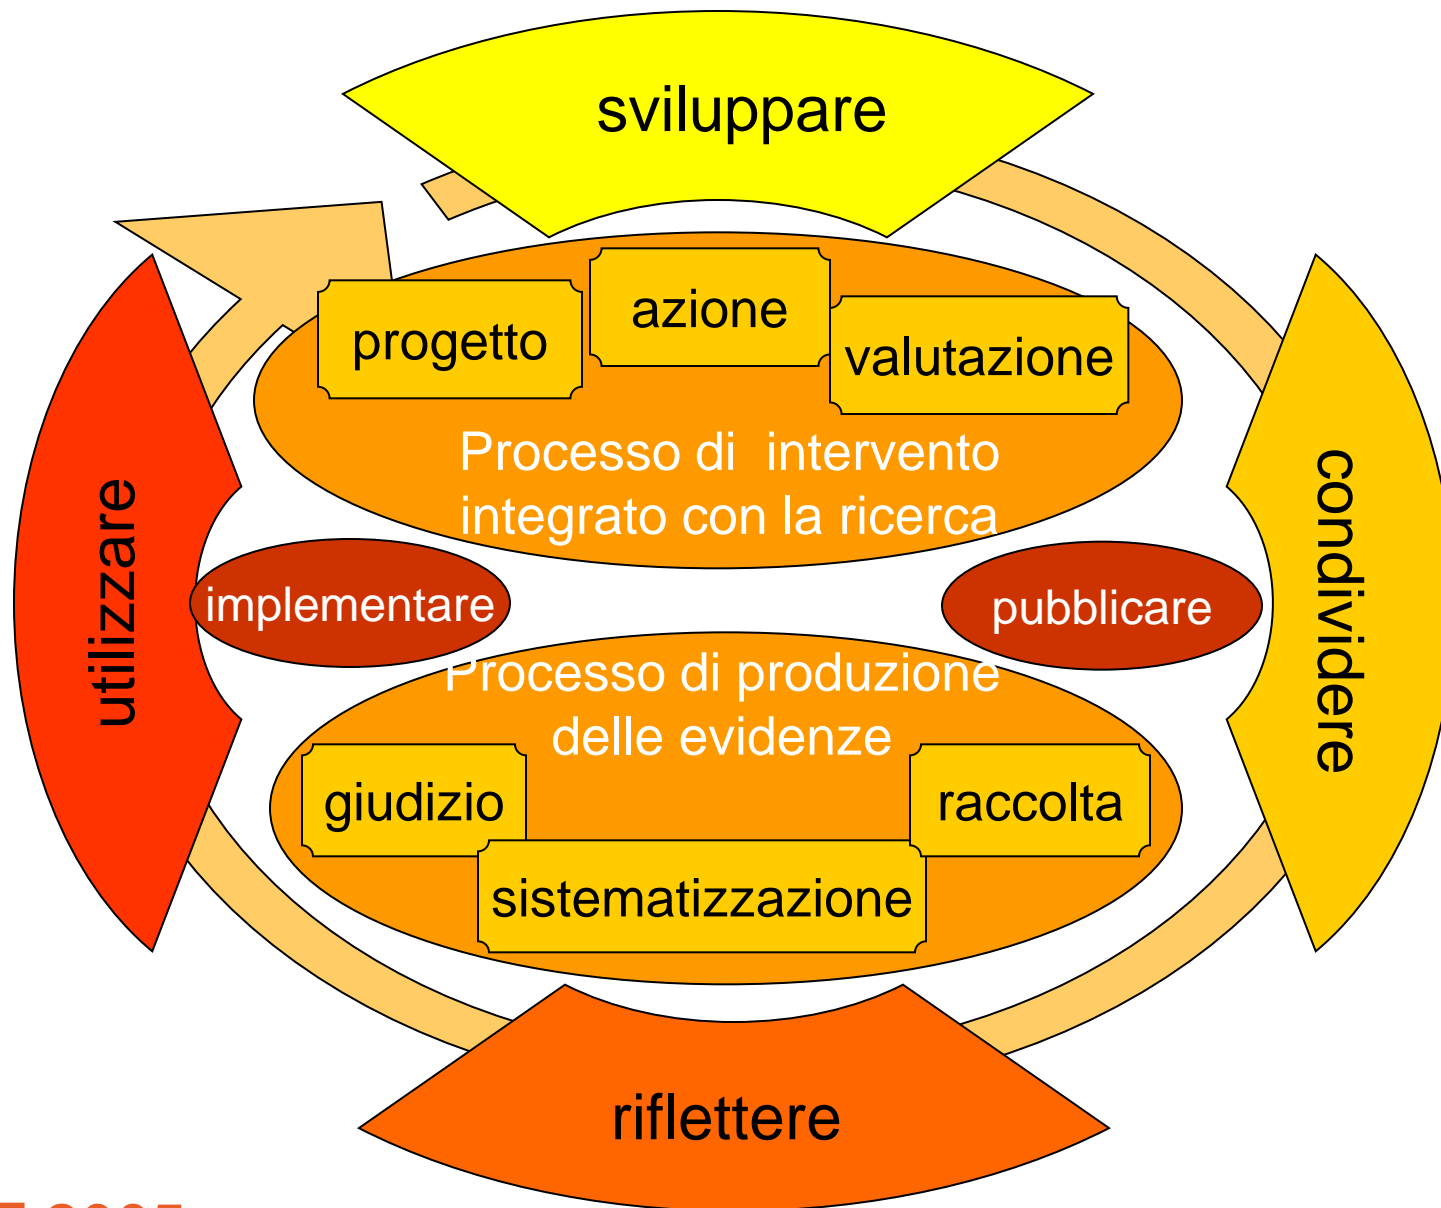 sviluppare
progetto
azione
valutazione
Processo di  intervento
integrato con la ricerca
utilizzare
condividere
implementare
pubblicare
Processo di produzione
delle evidenze
giudizio
raccolta
sistematizzazione
riflettere